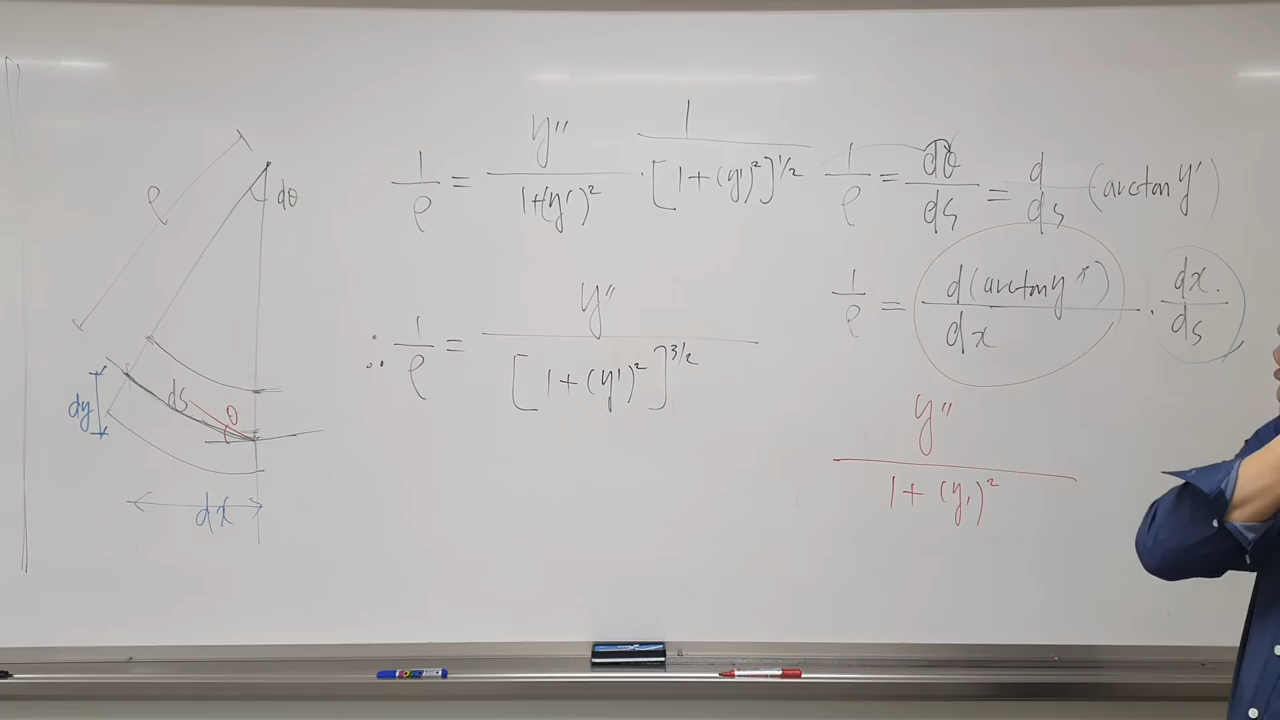 ρ
dθ
dy
ds
θ
dx
1/ρ = y''/(1+(y')²) · 1/[1+(y')²]^1/2
∴ 1/ρ = y''/[1+(y')²]^3/2
1/ρ = dθ/ds = d/ds (arctan y')
1/ρ = d(arctan y')/dx · dx/ds
y''/(1+(y')²)